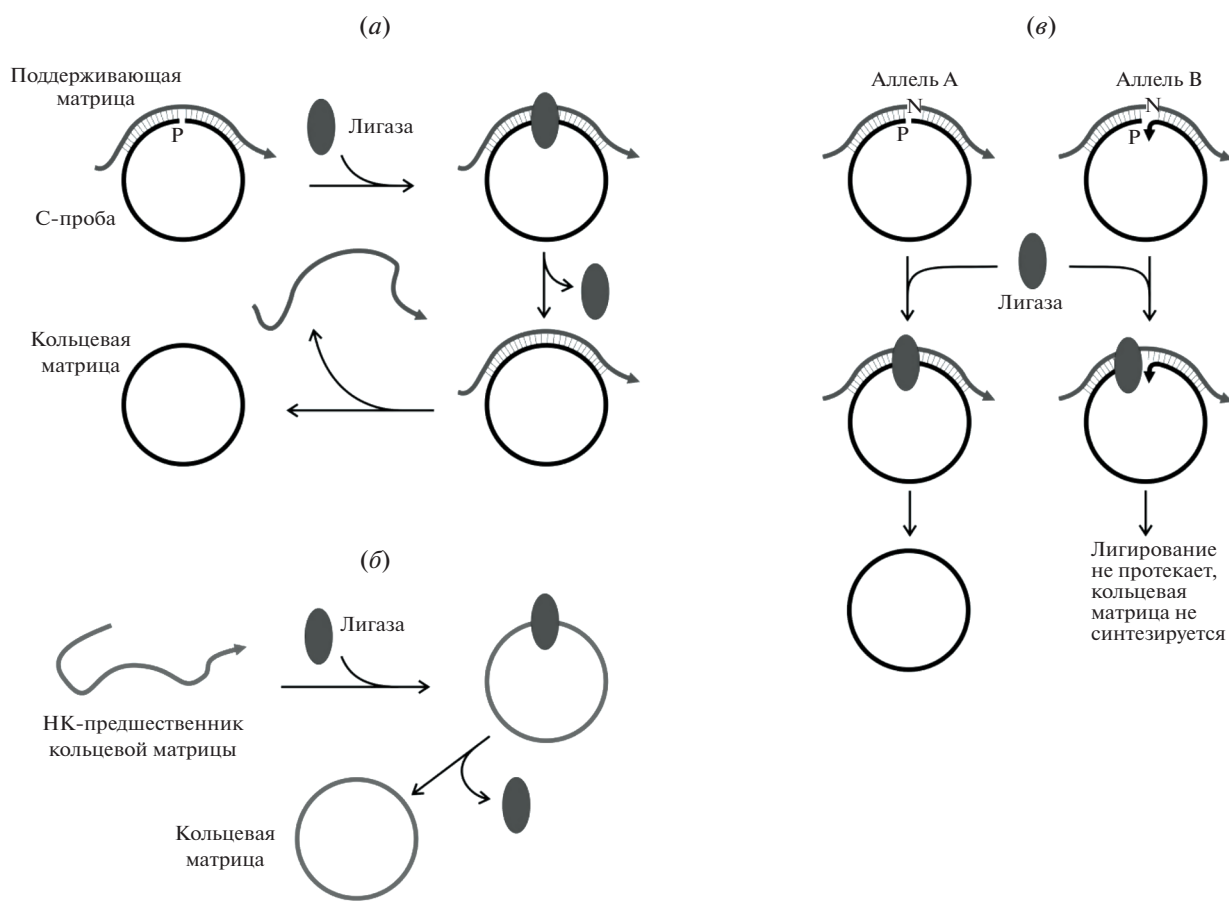 (а)
Поддерживающая
матрица
P
Лигаза
С-проба
Кольцевая
матрица
(б)
Лигаза
НК-предшественник
кольцевой матрицы
Кольцевая
матрица
(в)
Аллель А
N
P
Аллель В
N
P
Лигаза
Лигирование
не протекает,
кольцевая
матрица не
синтезируется